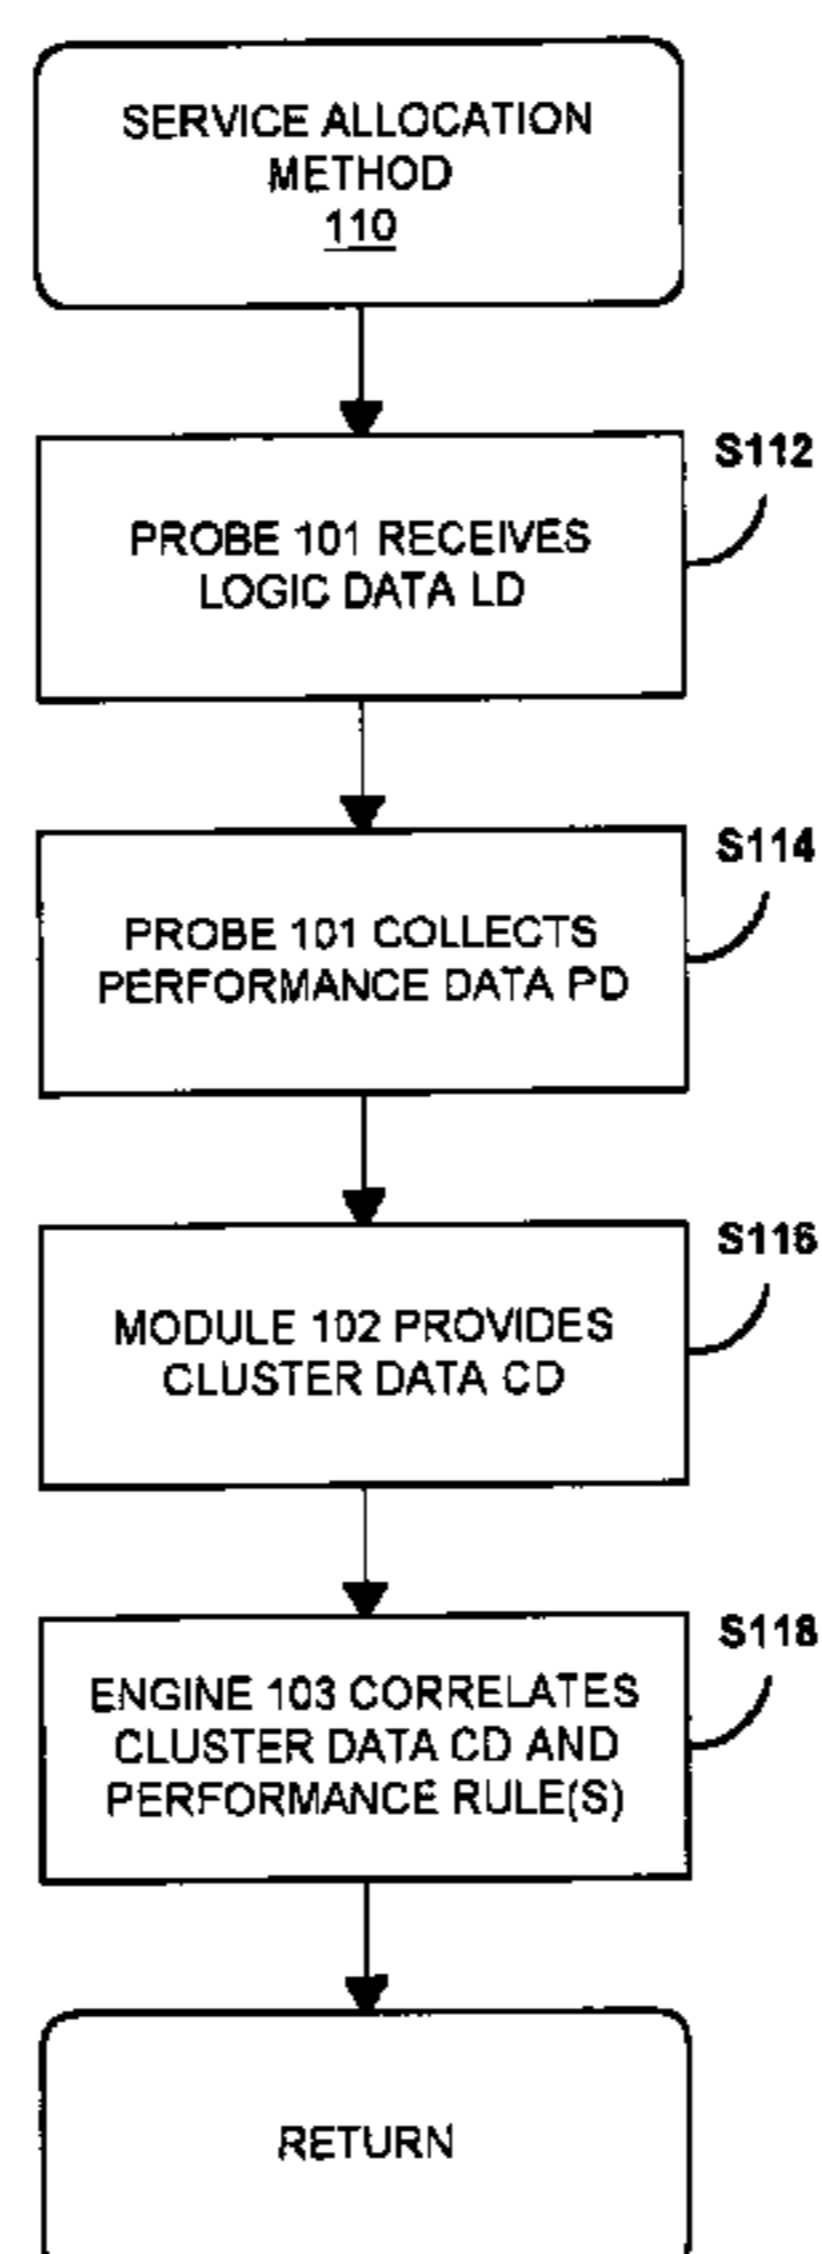 SERVICE ALLOCATION
METHOD
110
S112
PROBE 101 RECEIVES
LOGIC DATA LD
S114
PROBE 101 COLLECTS
PERFORMANCE DATA PD
S116
MODULE 102 PROVIDES
CLUSTER DATA CD
S118
ENGINE 103 CORRELATES
CLUSTER DATA CD AND
PERFORMANCE RULE(S)
RETURN